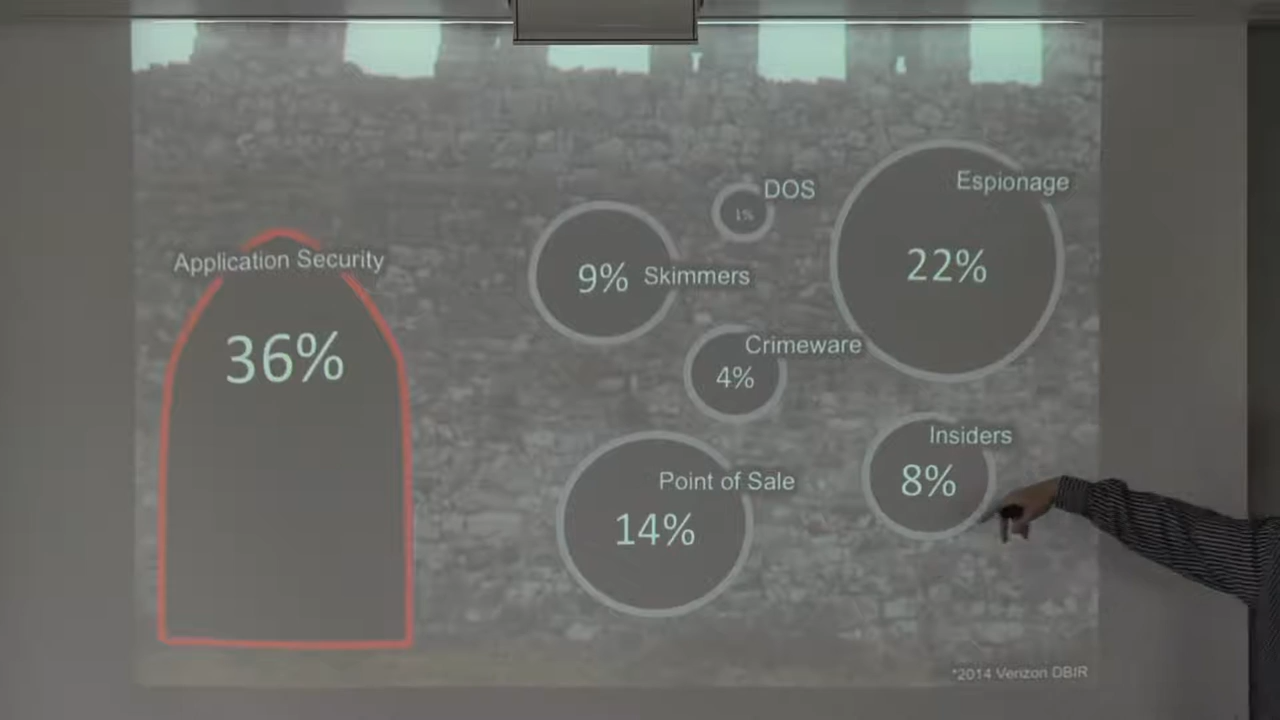 Application Security
36%
9%
Skimmers
DOS
1%
Espionage
22%
Crimeware
4%
Point of Sale
14%
Insiders
8%
*2014 Verizon DBIR